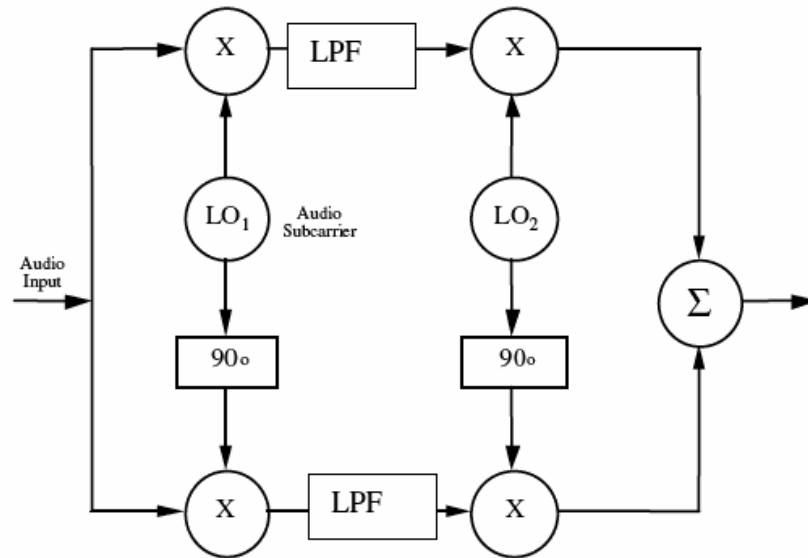 X
LPF
X
LO₁
Audio
Subcarrier
LO₂
Audio
Input
Σ
90o
90o
X
LPF
X